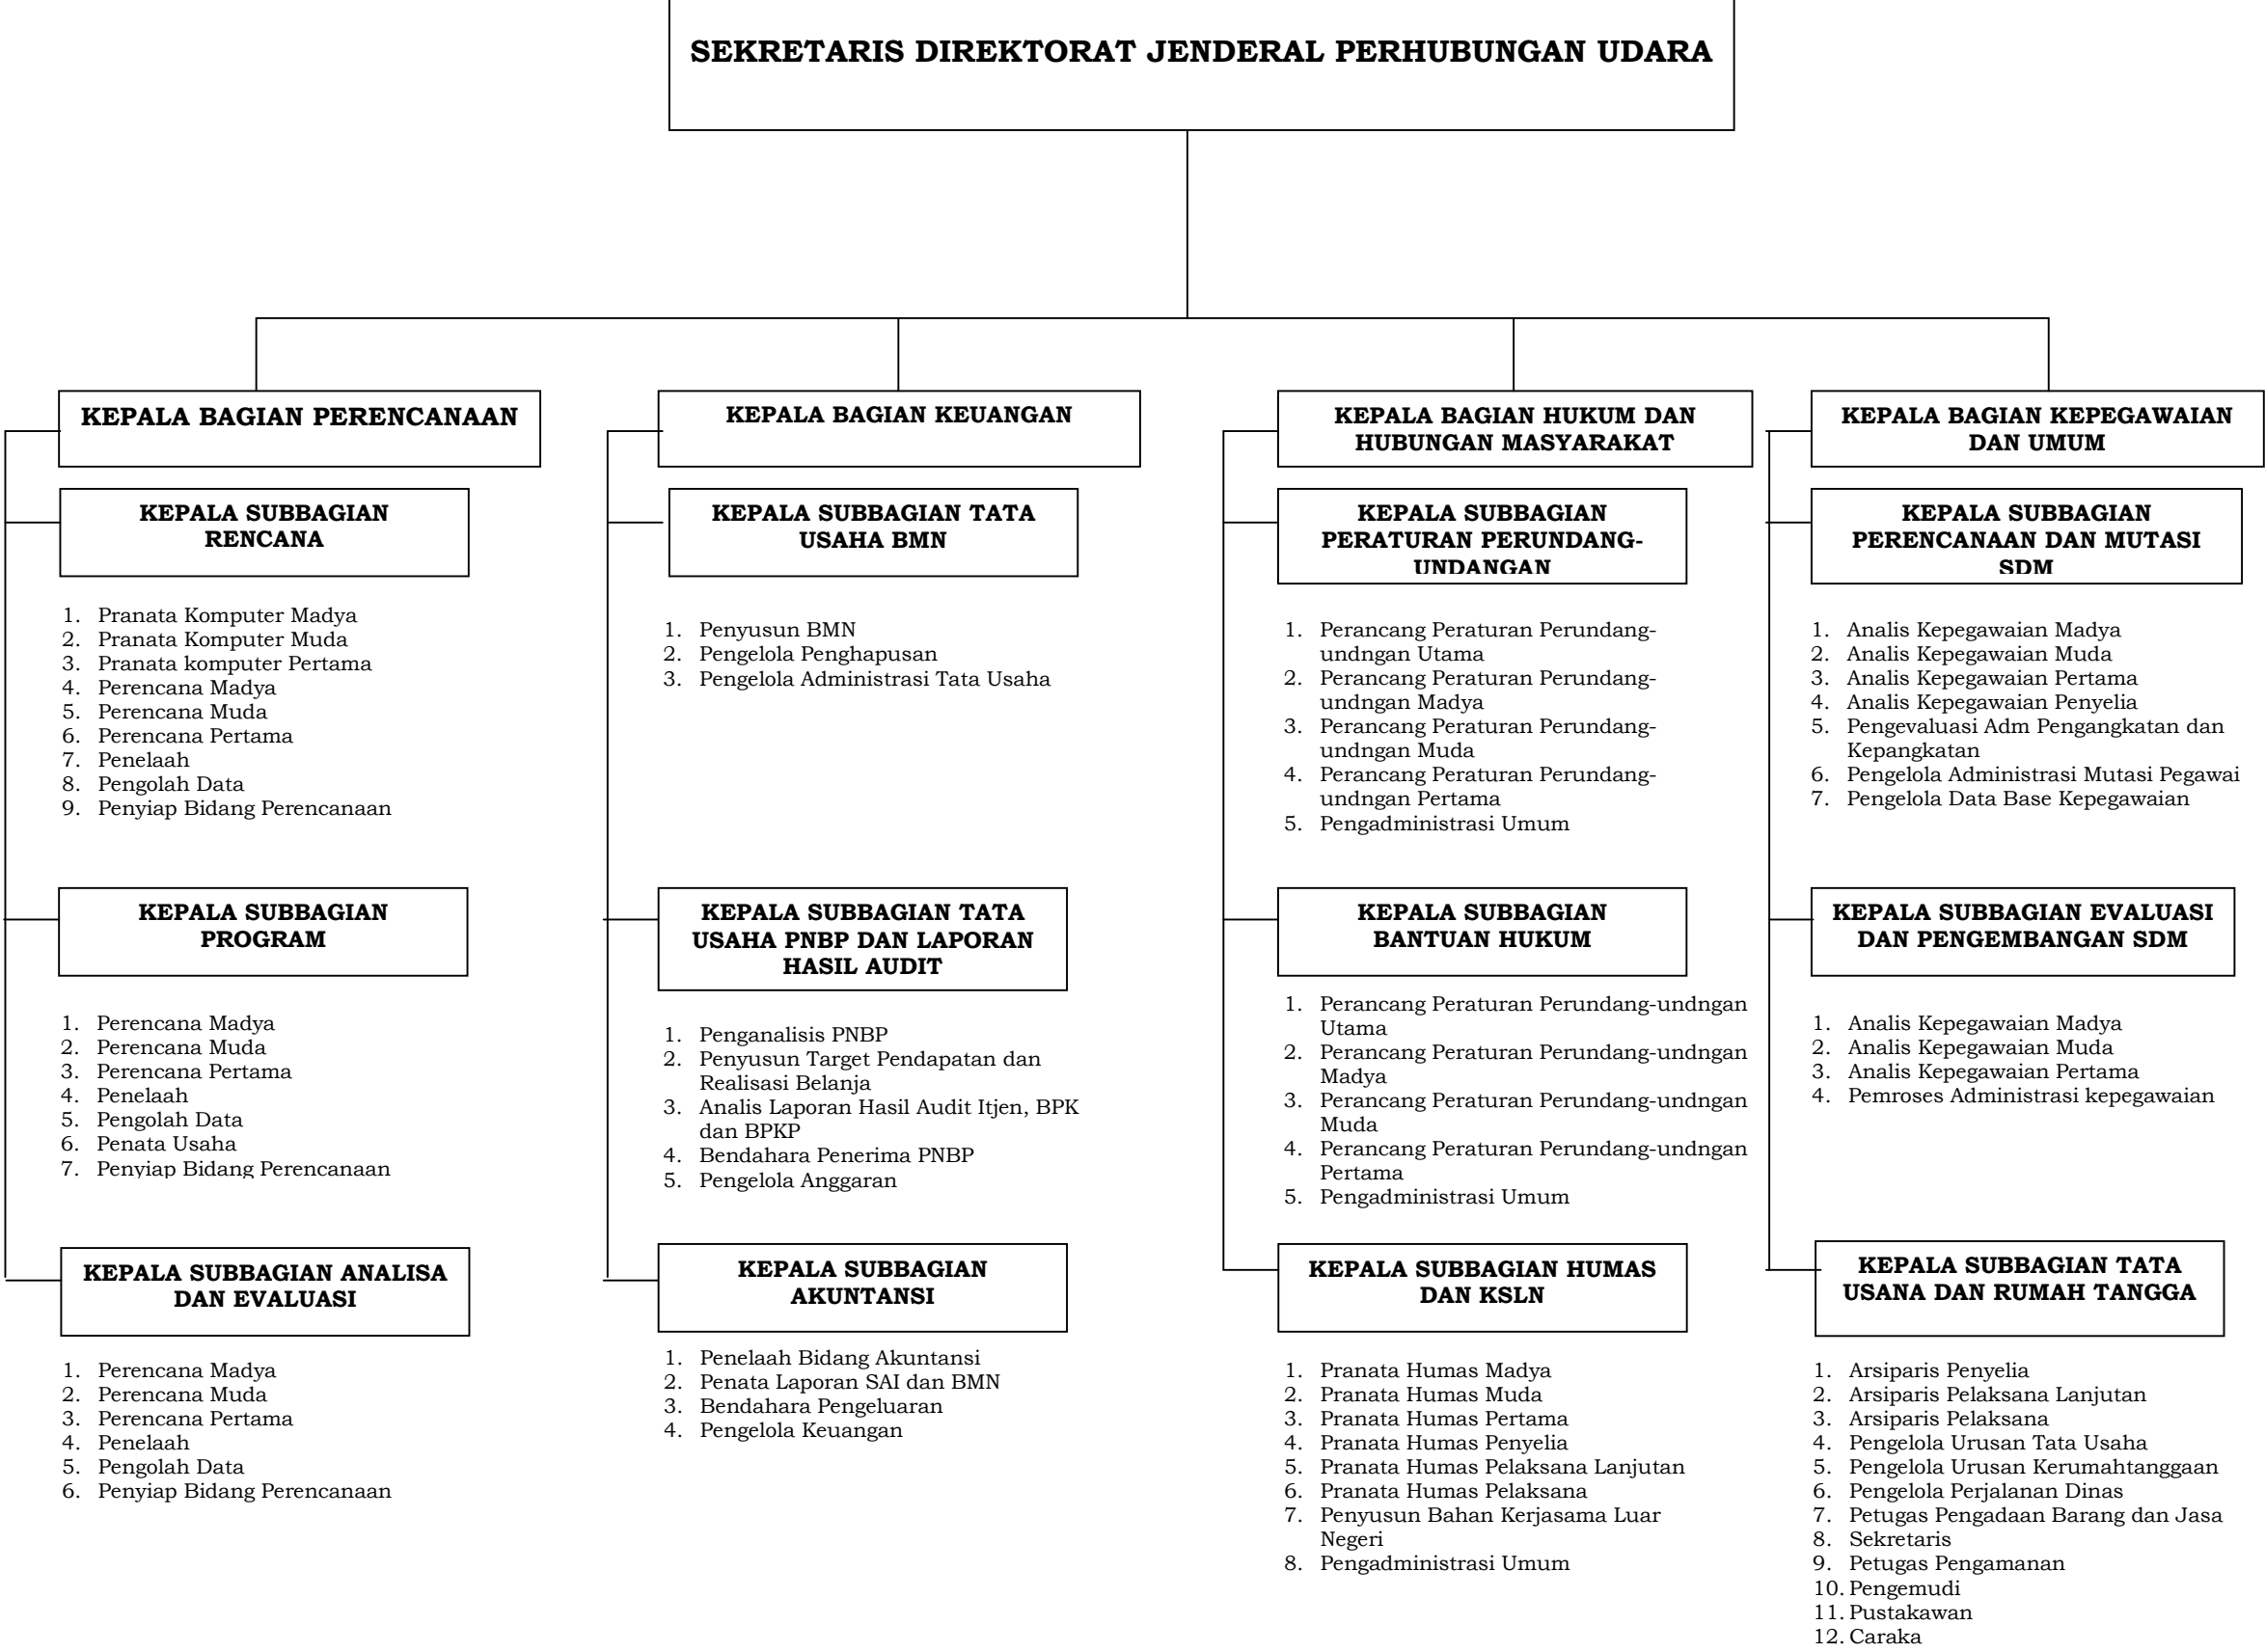 SEKRETARIS DIREKTORAT JENDERAL PERHUBUNGAN UDARA
KEPALA BAGIAN PERENCANAAN
KEPALA SUBBAGIAN
RENCANA
1. Pranata Komputer Madya
2. Pranata Komputer Muda
3. Pranata komputer Pertama
4. Perencana Madya
5. Perencana Muda
6. Perencana Pertama
7. Penelaah
8. Pengolah Data
9. Penyiap Bidang Perencanaan
KEPALA SUBBAGIAN
PROGRAM
1. Perencana Madya
2. Perencana Muda
3. Perencana Pertama
4. Penelaah
5. Pengolah Data
6. Penata Usaha
7. Penyiap Bidang Perencanaan
KEPALA SUBBAGIAN ANALISA
DAN EVALUASI
1. Perencana Madya
2. Perencana Muda
3. Perencana Pertama
4. Penelaah
5. Pengolah Data
6. Penyiap Bidang Perencanaan
KEPALA BAGIAN KEUANGAN
KEPALA SUBBAGIAN TATA
USAHA BMN
1. Penyusun BMN
2. Pengelola Penghapusan
3. Pengelola Administrasi Tata Usaha
KEPALA SUBBAGIAN TATA
USAHA PNBP DAN LAPORAN
HASIL AUDIT
1. Penganalisis PNBP
2. Penyusun Target Pendapatan dan
Realisasi Belanja
3. Analis Laporan Hasil Audit Itjen, BPK
dan BPKP
4. Bendahara Penerima PNBP
5. Pengelola Anggaran
KEPALA SUBBAGIAN
AKUNTANSI
1. Penelaah Bidang Akuntansi
2. Penata Laporan SAI dan BMN
3. Bendahara Pengeluaran
4. Pengelola Keuangan
KEPALA BAGIAN HUKUM DAN
HUBUNGAN MASYARAKAT
KEPALA SUBBAGIAN
PERATURAN PERUNDANG-
UNDANGAN
1. Perancang Peraturan Perundang-
undngan Utama
2. Perancang Peraturan Perundang-
undngan Madya
3. Perancang Peraturan Perundang-
undngan Muda
4. Perancang Peraturan Perundang-
undngan Pertama
5. Pengadministrasi Umum
KEPALA SUBBAGIAN
BANTUAN HUKUM
1. Perancang Peraturan Perundang-undngan
Utama
2. Perancang Peraturan Perundang-undngan
Madya
3. Perancang Peraturan Perundang-undngan
Muda
4. Perancang Peraturan Perundang-undngan
Pertama
5. Pengadministrasi Umum
KEPALA SUBBAGIAN HUMAS
DAN KSLN
1. Pranata Humas Madya
2. Pranata Humas Muda
3. Pranata Humas Pertama
4. Pranata Humas Penyelia
5. Pranata Humas Pelaksana Lanjutan
6. Pranata Humas Pelaksana
7. Penyusun Bahan Kerjasama Luar
Negeri
8. Pengadministrasi Umum
KEPALA BAGIAN KEPEGAWAIAN
DAN UMUM
KEPALA SUBBAGIAN
PERENCANAAN DAN MUTASI
SDM
1. Analis Kepegawaian Madya
2. Analis Kepegawaian Muda
3. Analis Kepegawaian Pertama
4. Analis Kepegawaian Penyelia
5. Pengevaluasi Adm Pengangkatan dan
Kepangkatan
6. Pengelola Administrasi Mutasi Pegawai
7. Pengelola Data Base Kepegawaian
KEPALA SUBBAGIAN EVALUASI
DAN PENGEMBANGAN SDM
1. Analis Kepegawaian Madya
2. Analis Kepegawaian Muda
3. Analis Kepegawaian Pertama
4. Pemroses Administrasi kepegawaian
KEPALA SUBBAGIAN TATA
USANA DAN RUMAH TANGGA
1. Arsiparis Penyelia
2. Arsiparis Pelaksana Lanjutan
3. Arsiparis Pelaksana
4. Pengelola Urusan Tata Usaha
5. Pengelola Urusan Kerumahtanggaan
6. Pengelola Perjalanan Dinas
7. Petugas Pengadaan Barang dan Jasa
8. Sekretaris
9. Petugas Pengamanan
10. Pengemudi
11. Pustakawan
12. Caraka